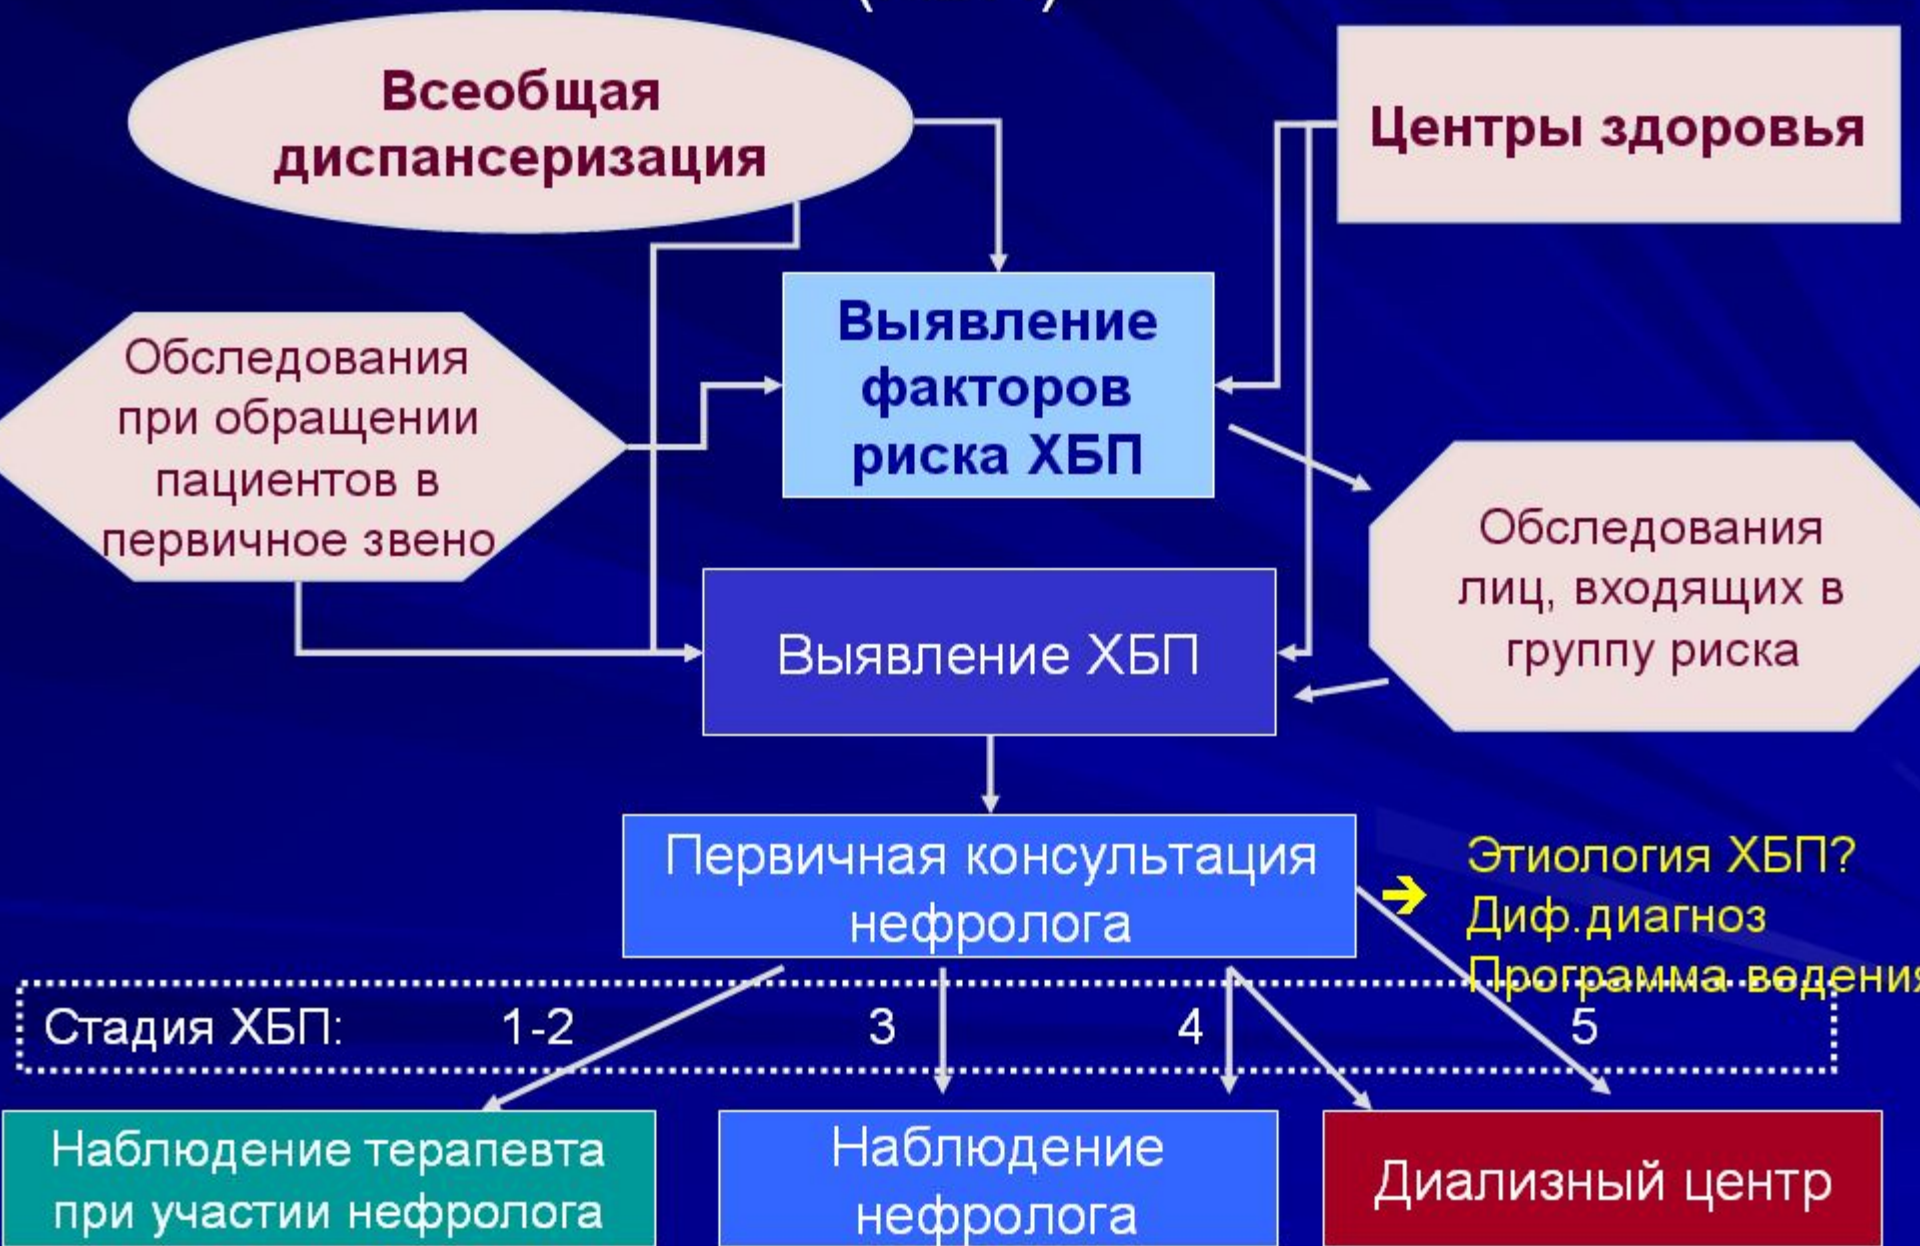 Всеобщая
диспансеризация
Центры здоровья
Выявление
факторов
риска ХБП
Обследования
при обращении
пациентов в
первичное звено
Обследования
лиц, входящих в
группу риска
Выявление ХБП
Первичная консультация
нефролога
Этиология ХБП?
Диф.диагноз
Программа ведения
Стадия ХБП: 1-2 3 4 5
Наблюдение терапевта
при участии нефролога
Наблюдение
нефролога
Диализный центр